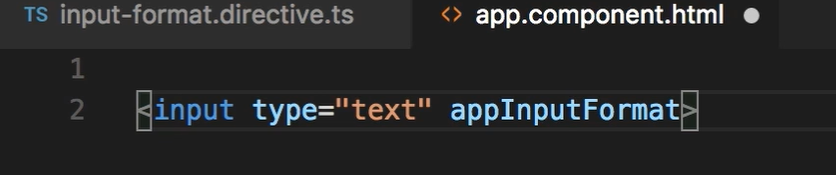 TS input-format.directive.ts <> app.component.html
1
2 <input type="text" appInputFormat>